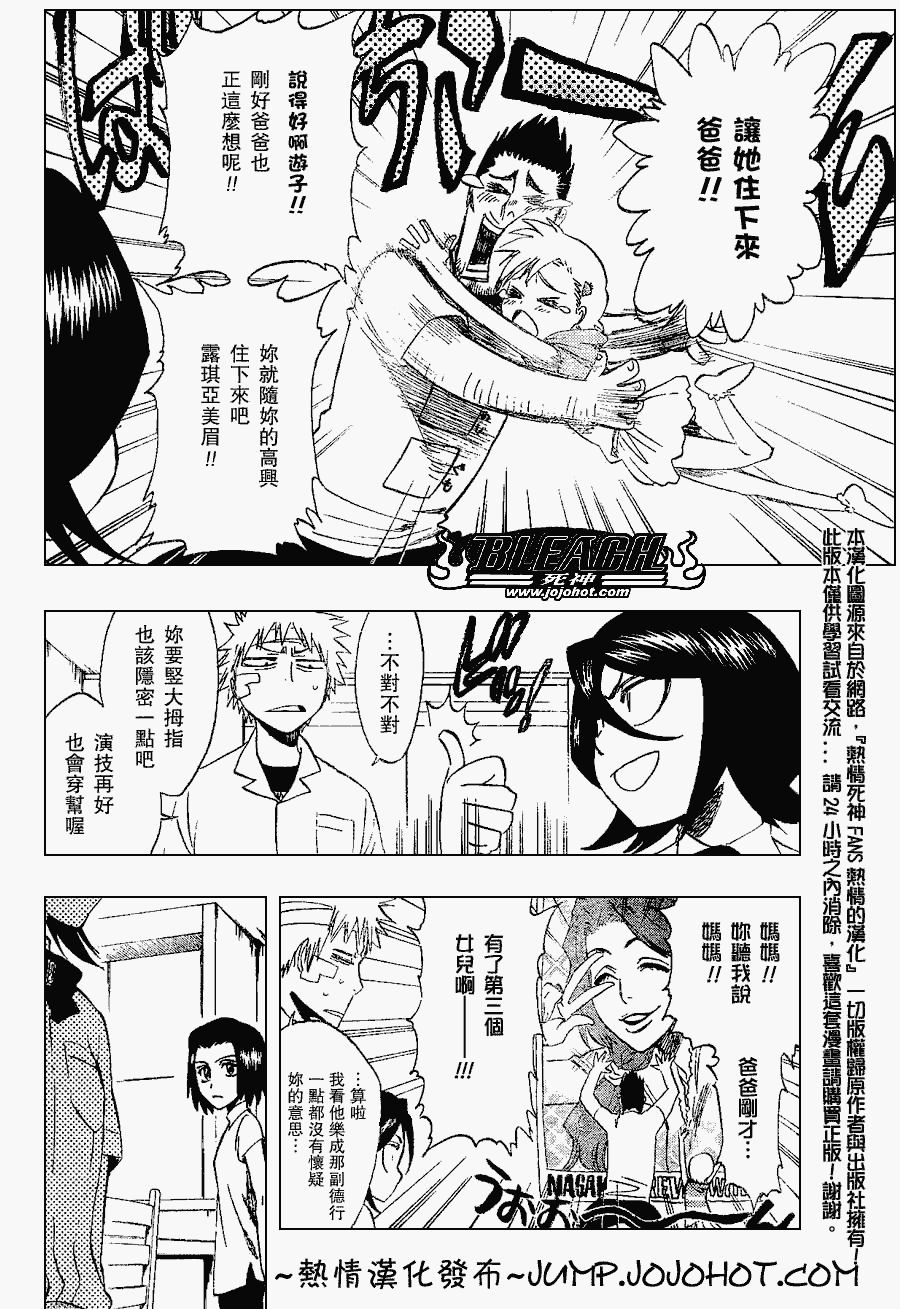 讓她住下來
爸爸!!
說得好啊遊子!!
剛好爸爸也
正這麼想呢!!
妳就隨妳的高興
住下來吧
露琪亞美眉!!
BLEACH
死神
www.jojohot.com
…不對不對
妳要堅大拇指
也該隱密一點吧
演技再好
也會穿幫喔
媽媽!!
妳聽我說
媽媽!!
爸爸剛才…
有了第三個
女兒啊——!!!
…算啦
我看他樂成那副德行
一點都沒有懷疑
妳的意思…
うおお
本漢化圖源來自於網路，『熱情死神 FANS 熱情的漢化』一切版權歸原作者與出版社擁有！
此版本僅供學習試看交流... 請 24 小時之內消除，喜歡這套漫畫請購買正版！謝謝。
~熱情漢化發布~JUMP.JOJOHOT.COM